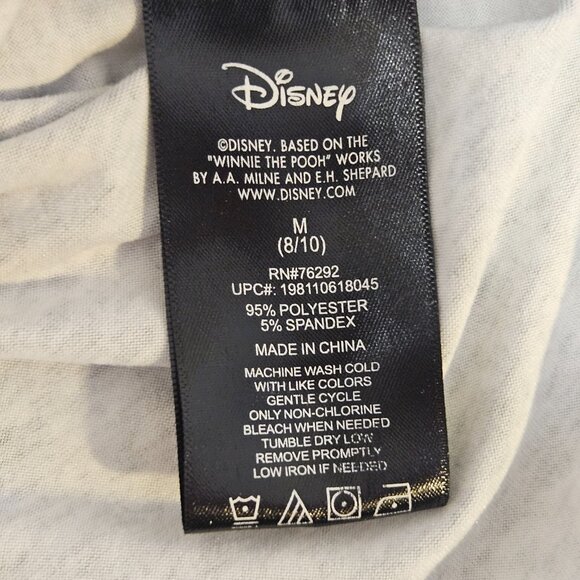 Disney
©DISNEY. BASED ON THE
"WINNIE THE POOH" WORKS
BY A.A. MILNE AND E.H. SHEPARD
WWW.DISNEY.COM
M
(8/10)
RN#76292
UPC#: 198110618045
95% POLYESTER
5% SPANDEX
MADE IN CHINA
MACHINE WASH COLD
WITH LIKE COLORS
GENTLE CYCLE
ONLY NON-CHLORINE
BLEACH WHEN NEEDED
TUMBLE DRY LOW
REMOVE PROMPTLY
LOW IRON IF NEEDED